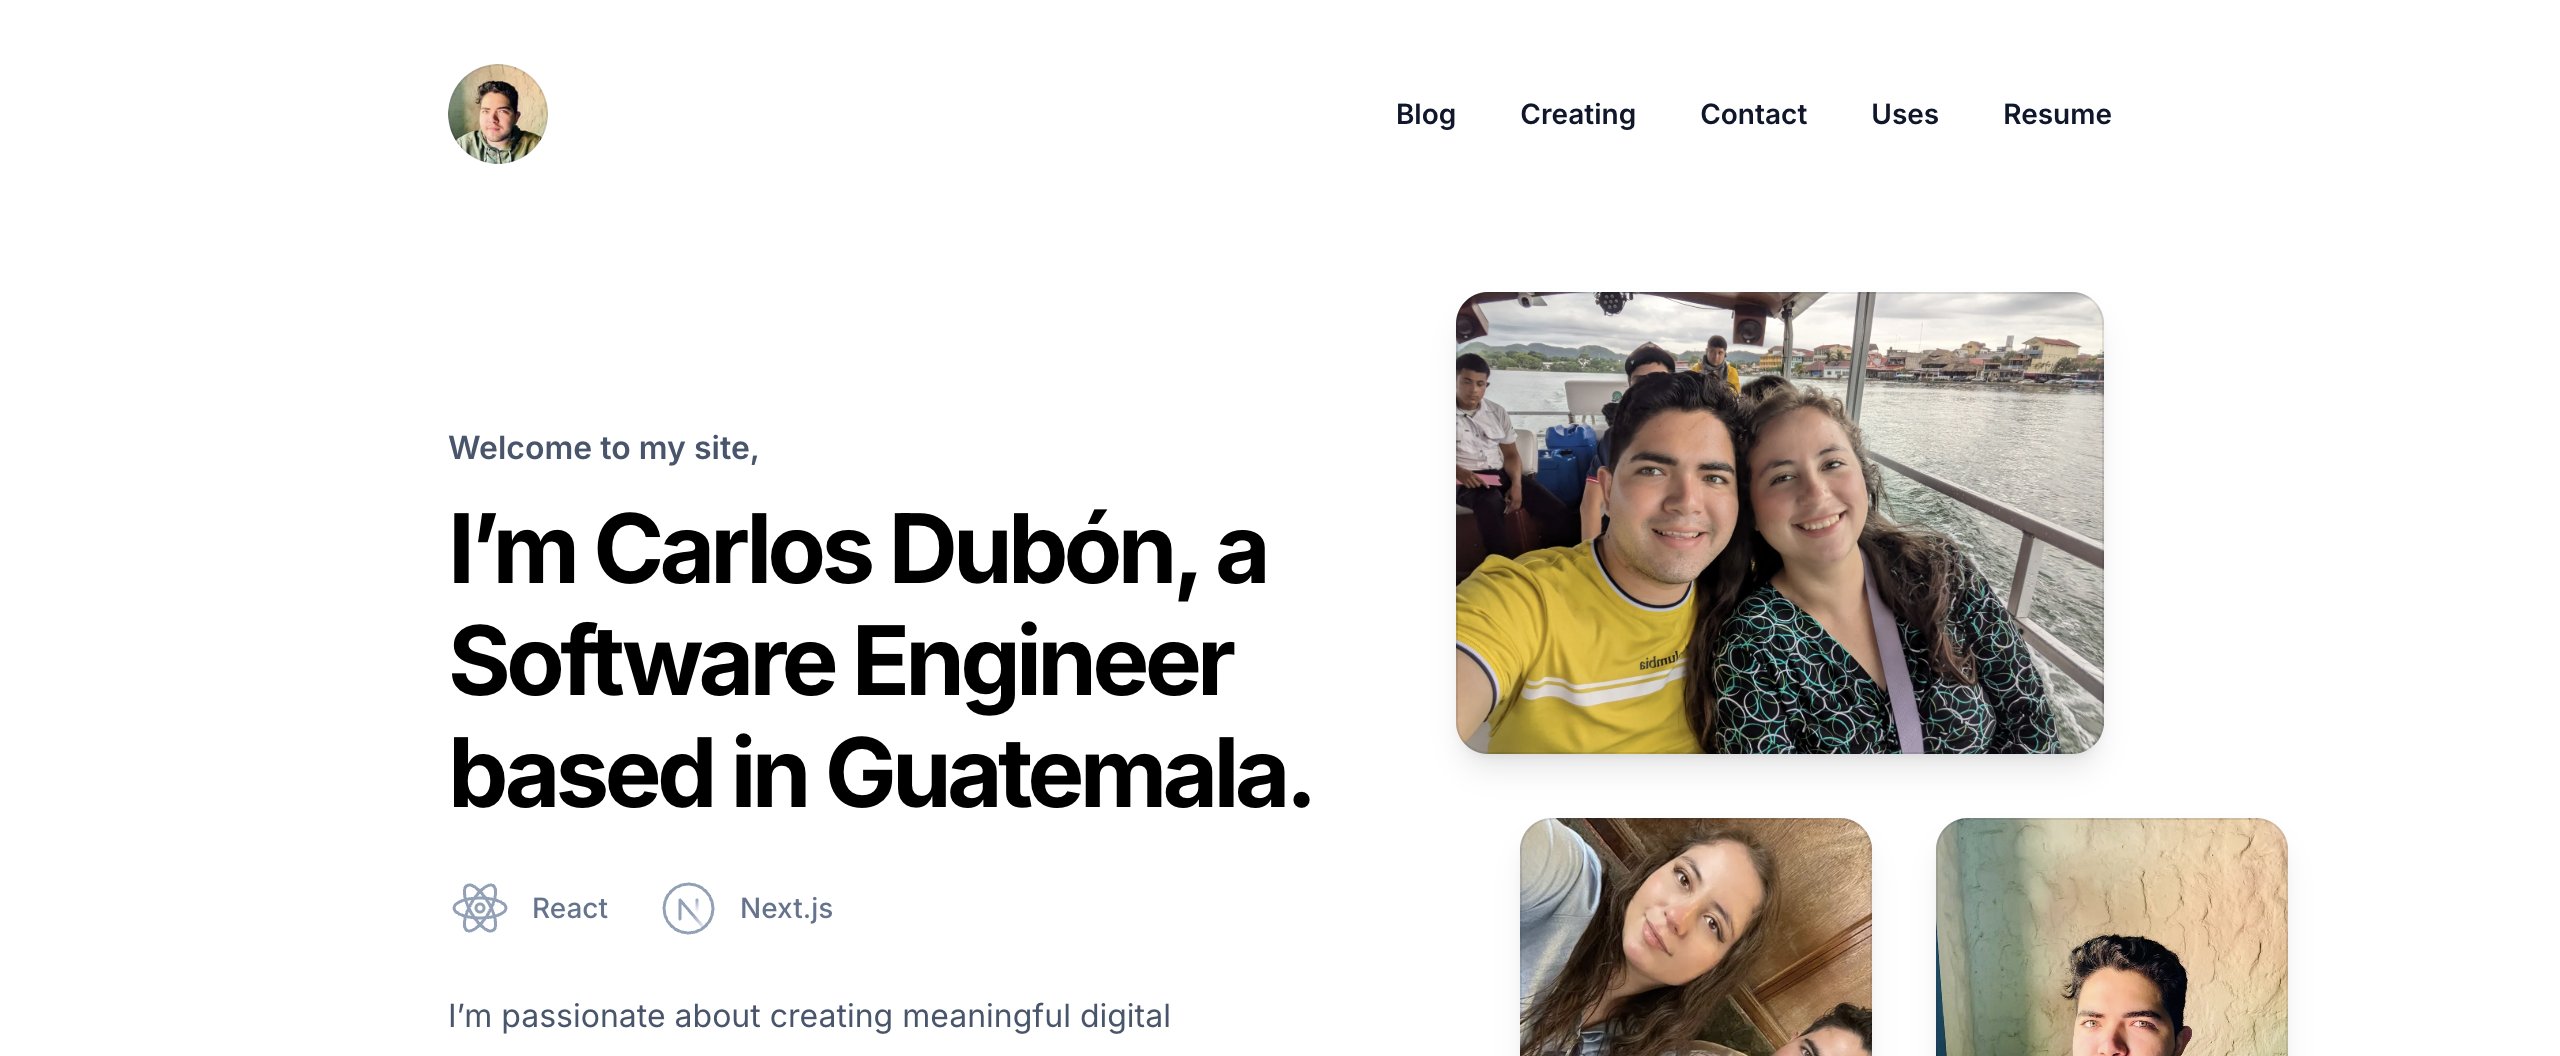 Blog Creating Contact Uses Resume
Welcome to my site,
I’m Carlos Dubón, a
Software Engineer
based in Guatemala.
React Next.js
I’m passionate about creating meaningful digital
lumbia